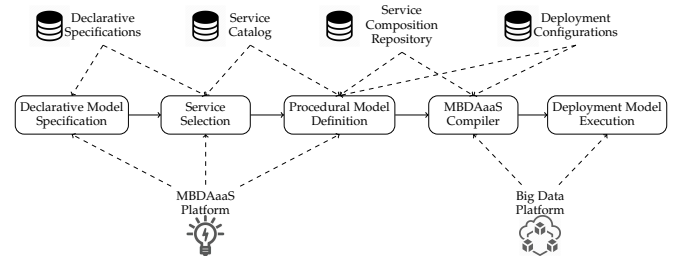 Declarative
Specifications
Service
Catalog
Service
Composition
Repository
Deployment
Configurations
Declarative Model
Specification
Service
Selection
Procedural Model
Definition
MBDAaaS
Compiler
Deployment Model
Execution
MBDAaaS
Platform
Big Data
Platform